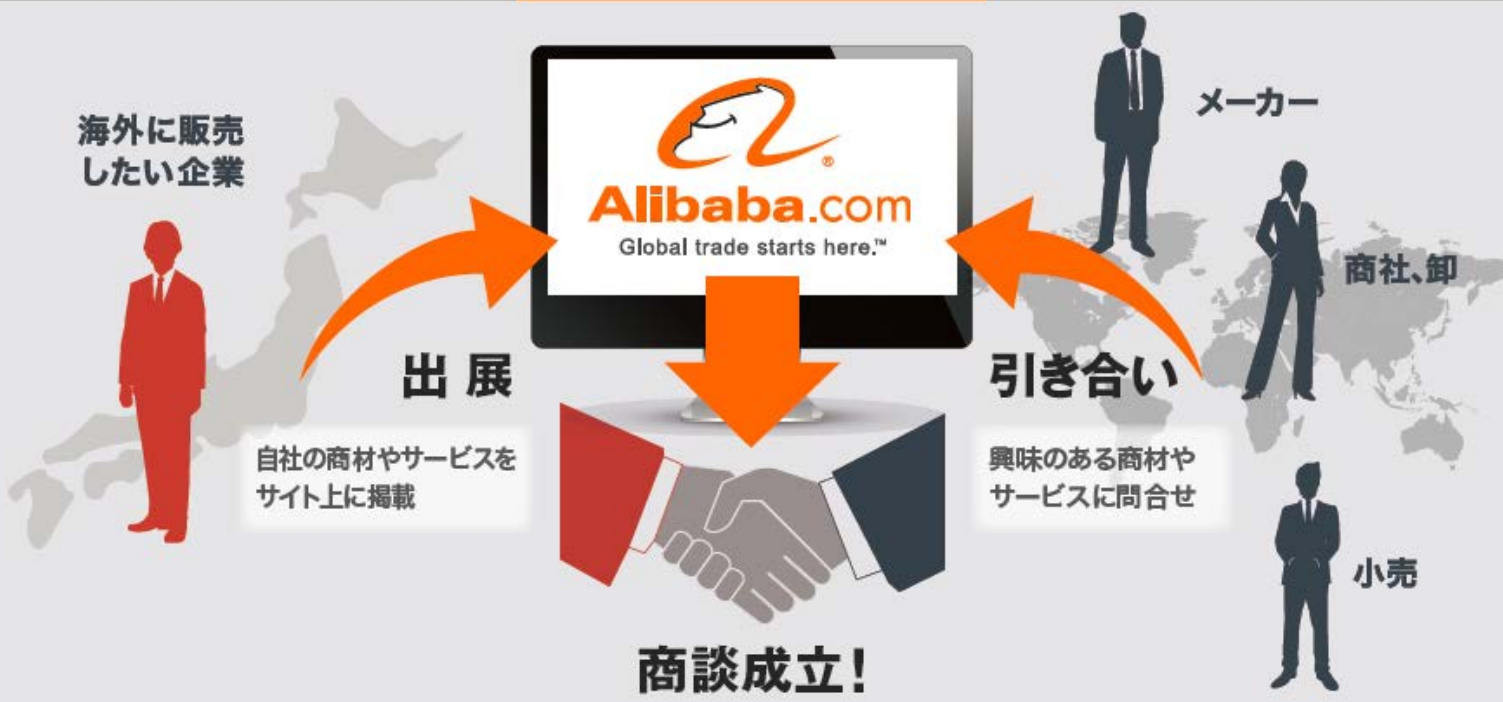 海外に販売
したい企業
Alibaba.com
Global trade starts here.™
メーカー
商社、卸
小売
出展
自社の商材やサービスを
サイト上に掲載
引き合い
興味のある商材や
サービスに問合せ
商談成立！